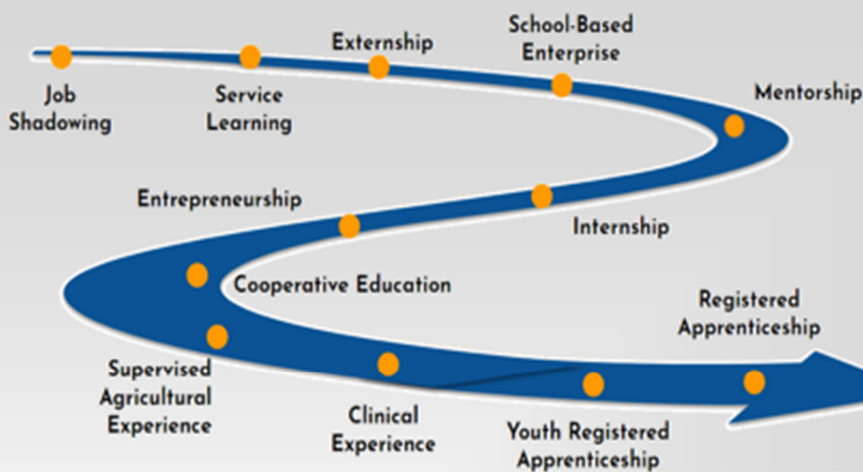 Job
Shadowing
Service
Learning
Externship
School-Based
Enterprise
Mentorship
Internship
Entrepreneurship
Cooperative Education
Supervised
Agricultural
Experience
Clinical
Experience
Youth Registered
Apprenticeship
Registered
Apprenticeship